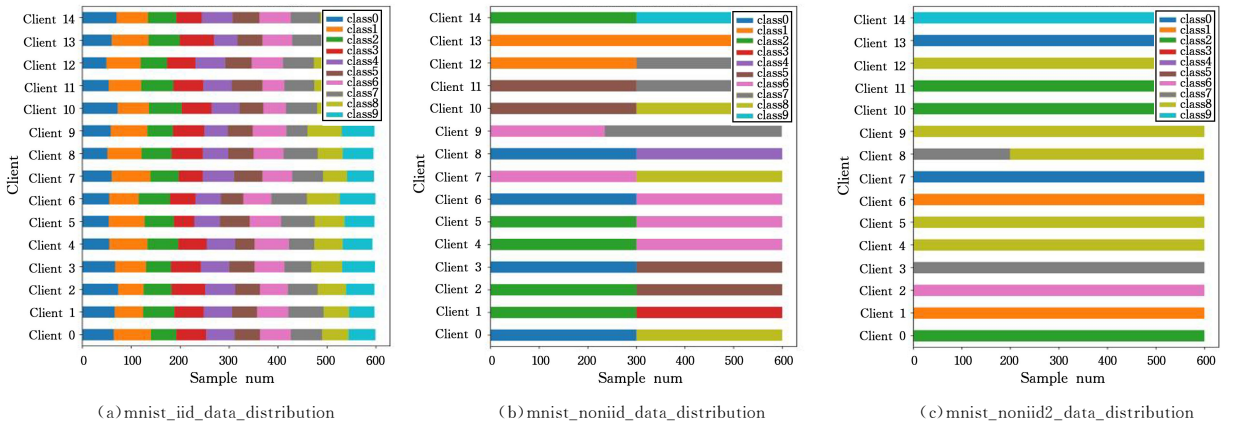 Client 14
Client 13
Client 12
Client 11
Client 10
Client 9
Client 8
Client 7
Client 6
Client 5
Client 4
Client 3
Client 2
Client 1
Client 0
Client
0 100 200 300 400 500 600
Sample num
class0
class1
class2
class3
class4
class5
class6
class7
class8
class9
(a)mnist_iid_data_distribution
Client 14
Client 13
Client 12
Client 11
Client 10
Client 9
Client 8
Client 7
Client 6
Client 5
Client 4
Client 3
Client 2
Client 1
Client 0
Client
0 100 200 300 400 500 600
Sample num
class0
class1
class2
class3
class4
class5
class6
class7
class8
class9
(b)mnist_noniid_data_distribution
Client 14
Client 13
Client 12
Client 11
Client 10
Client 9
Client 8
Client 7
Client 6
Client 5
Client 4
Client 3
Client 2
Client 1
Client 0
Client
0 100 200 300 400 500 600
Sample num
class0
class1
class2
class3
class4
class5
class6
class7
class8
class9
(c)mnist_noniid2_data_distribution